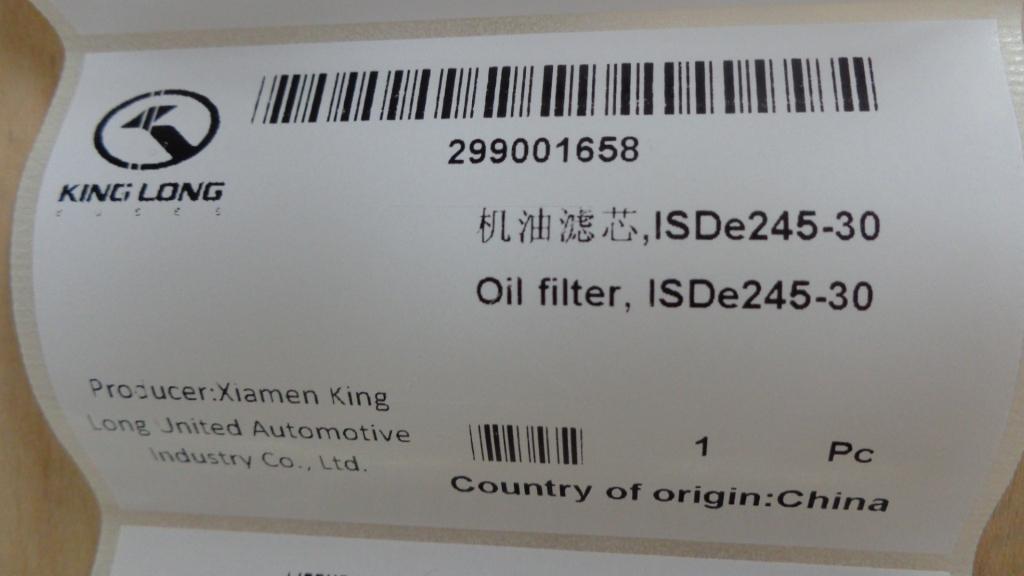 299001658
KING LONG
机油滤芯,ISDe245-30
Oil filter, ISDe245-30
Producer:Xiamen King
Long United Automotive
Industry Co., Ltd.
1 Pc
Country of origin:China